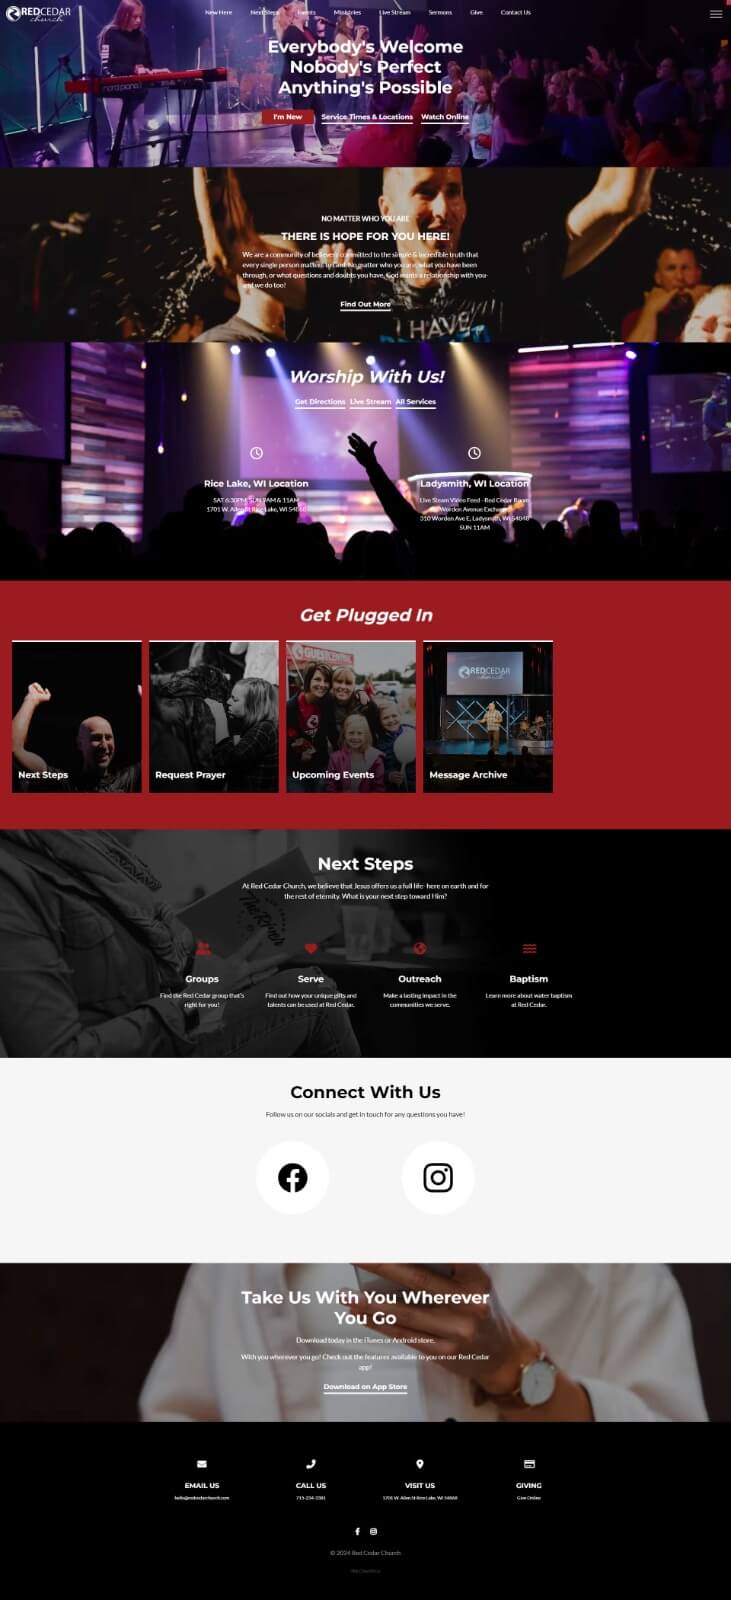 REDCEDAR
church
New Here
Next Steps
Events
Ministries
Live Stream
Sermons
Give
Contact Us
Everybody's Welcome
Nobody's Perfect
Anything's Possible
I'm New
Service Times & Locations
Watch Online
NO MATTER WHO YOU ARE
THERE IS HOPE FOR YOU HERE!
We are a community of believers committed to the simple & incredible truth that
every single person matters to God. No matter who you are, what you have been
through, or what questions and doubts you have, God wants a relationship with you-
and we do too!
I HAVE
Find Out More
Worship With Us!
Get Directions
Live Stream
All Services
Rice Lake, WI Location
SAT 6:30PM, SUN 9AM & 11AM
1701 W. Allen St Rice Lake, WI 54868
Ladysmith, WI Location
Live Steam Video Feed - Red Cedar Room
Worden Avenue Exchange
310 Worden Ave E, Ladysmith, WI 54848
SUN 11AM
Get Plugged In
Next Steps
Request Prayer
Upcoming Events
REDCEDAR
church
Message Archive
Next Steps
At Red Cedar Church, we believe that Jesus offers us a full life- here on earth and for
the rest of eternity. What is your next step toward Him?
The River
Groups
Find the Red Cedar group that's
right for you!
Serve
Find out how your unique gifts and
talents can be used at Red Cedar.
Outreach
Make a lasting impact in the
communities we serve.
Baptism
Learn more about water baptism
at Red Cedar.
Connect With Us
Follow us on our socials and get in touch for any questions you have!
Take Us With You Wherever
You Go
Download today in the iTunes or Android store.
With you wherever you go! Check out the features available to you on our Red Cedar
app!
Download on App Store
EMAIL US
hello@redcedarchurch.com
CALL US
VISIT US
1701 W. Allen St Rice Lake, WI 54868
GIVING
Give Online
© 2024 Red Cedar Church